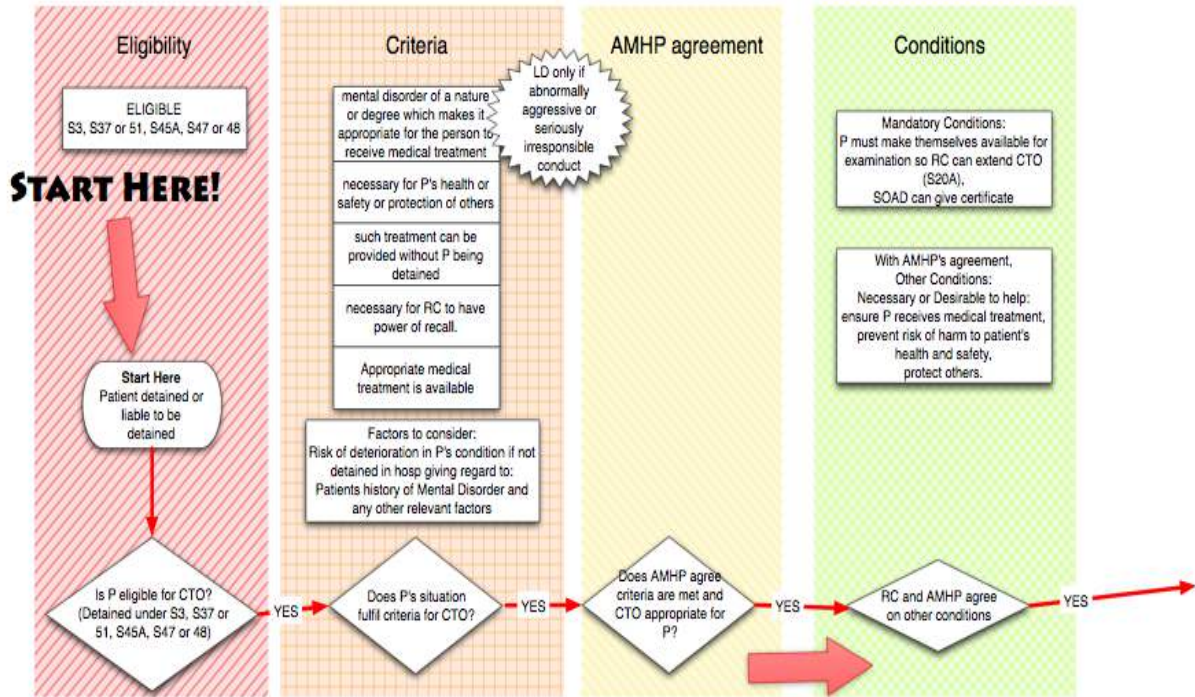 Eligibility
ELIGIBLE
S3, S37 or 51, S45A, S47 or 48
START HERE!
Start Here
Patient detained or
liable to be
detained
Is P eligible for CTO?
(Detained under S3, S37 or
51, S45A, S47 or 48)
YES
Criteria
mental disorder of a nature
or degree which makes it
appropriate for the person to
receive medical treatment
LD only if
abnormally
aggressive or
seriously
irresponsible
conduct
necessary for P's health or
safety or protection of others
such treatment can be
provided without P being
detained
necessary for RC to have
power of recall.
Appropriate medical
treatment is available
Factors to consider:
Risk of deterioration in P's condition if not
detained in hosp giving regard to:
Patients history of Mental Disorder and
any other relevant factors
Does P's situation
fulfil criteria for CTO?
YES
AMHP agreement
Does AMHP agree
criteria are met and
CTO appropriate for
P?
YES
Conditions
Mandatory Conditions:
P must make themselves available for
examination so RC can extend CTO
(S20A),
SOAD can give certificate
With AMHP's agreement,
Other Conditions:
Necessary or Desirable to help:
ensure P receives medical treatment,
prevent risk of harm to patient's
health and safety,
protect others.
RC and AMHP agree
on other conditions
YES